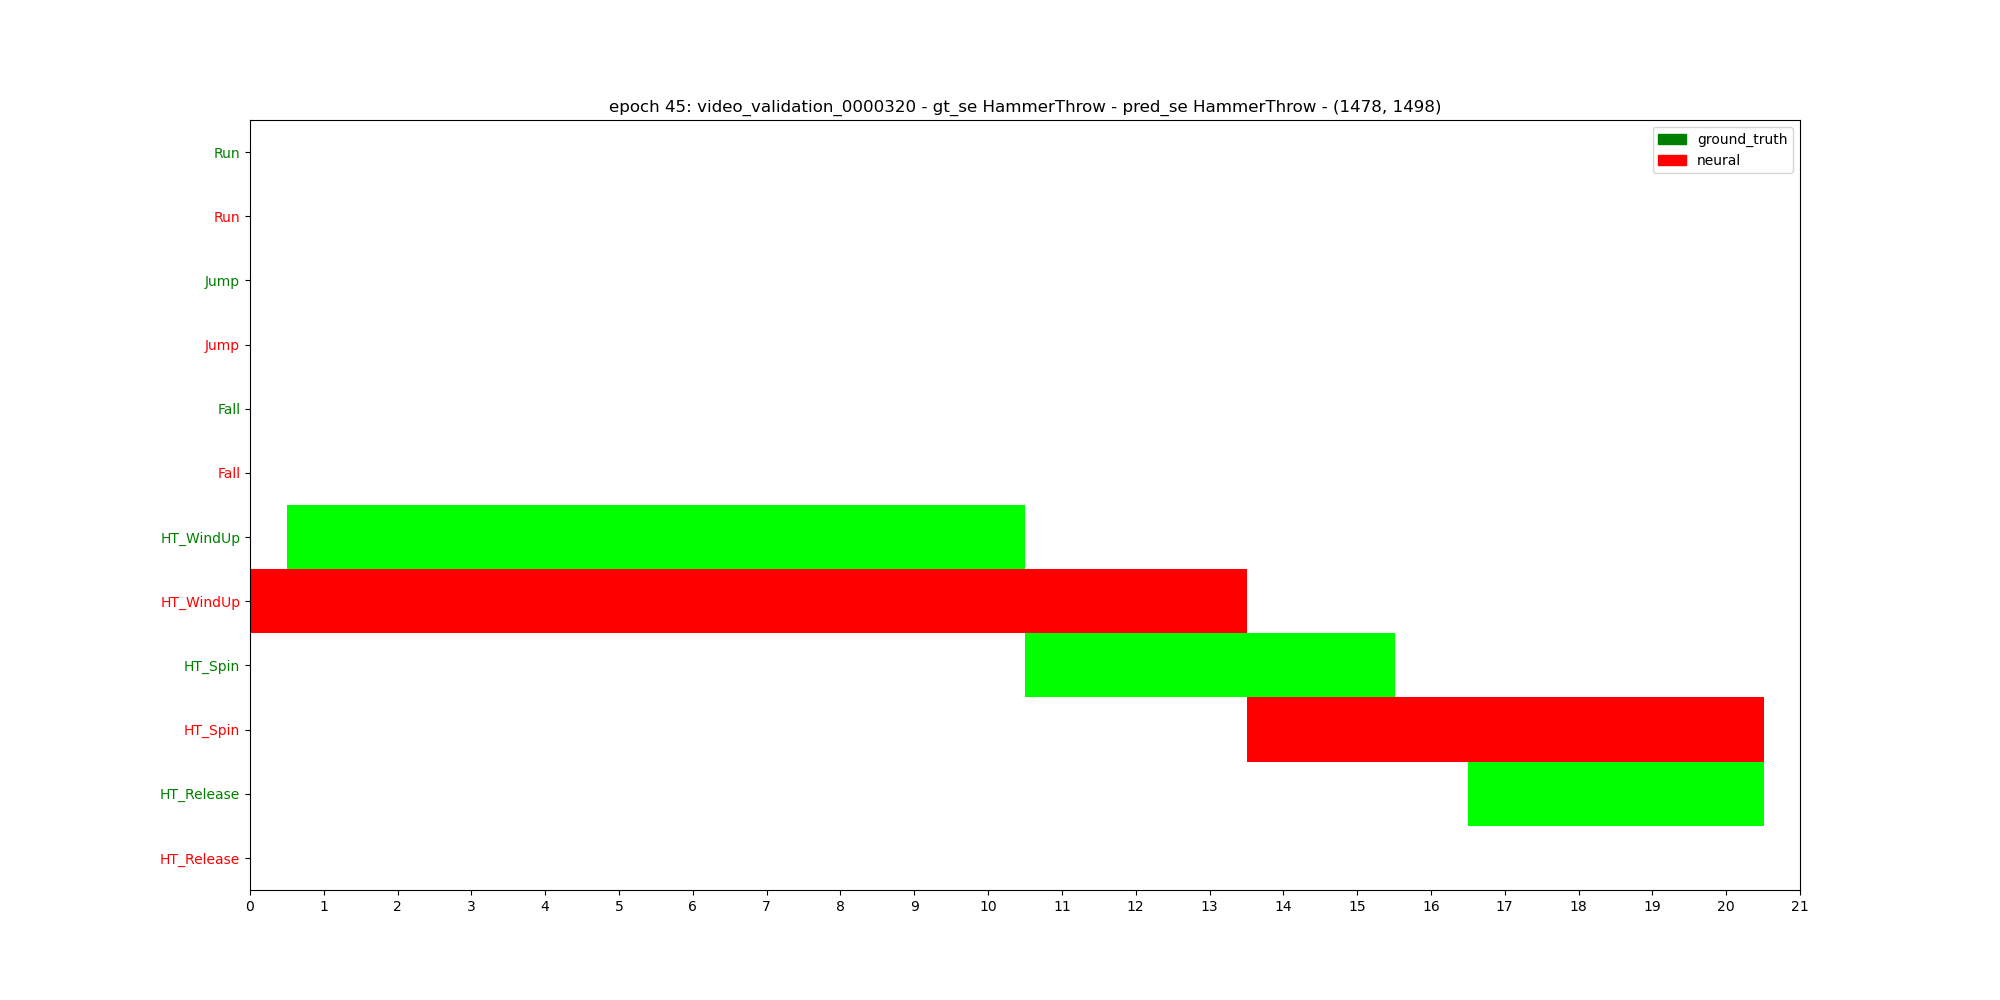 epoch 45: video_validation_0000320 - gt_se HammerThrow - pred_se HammerThrow - (1478, 1498)
ground_truth
neural
Run
Run
Jump
Jump
Fall
Fall
HT_WindUp
HT_WindUp
HT_Spin
HT_Spin
HT_Release
HT_Release
0 1 2 3 4 5 6 7 8 9 10 11 12 13 14 15 16 17 18 19 20 21